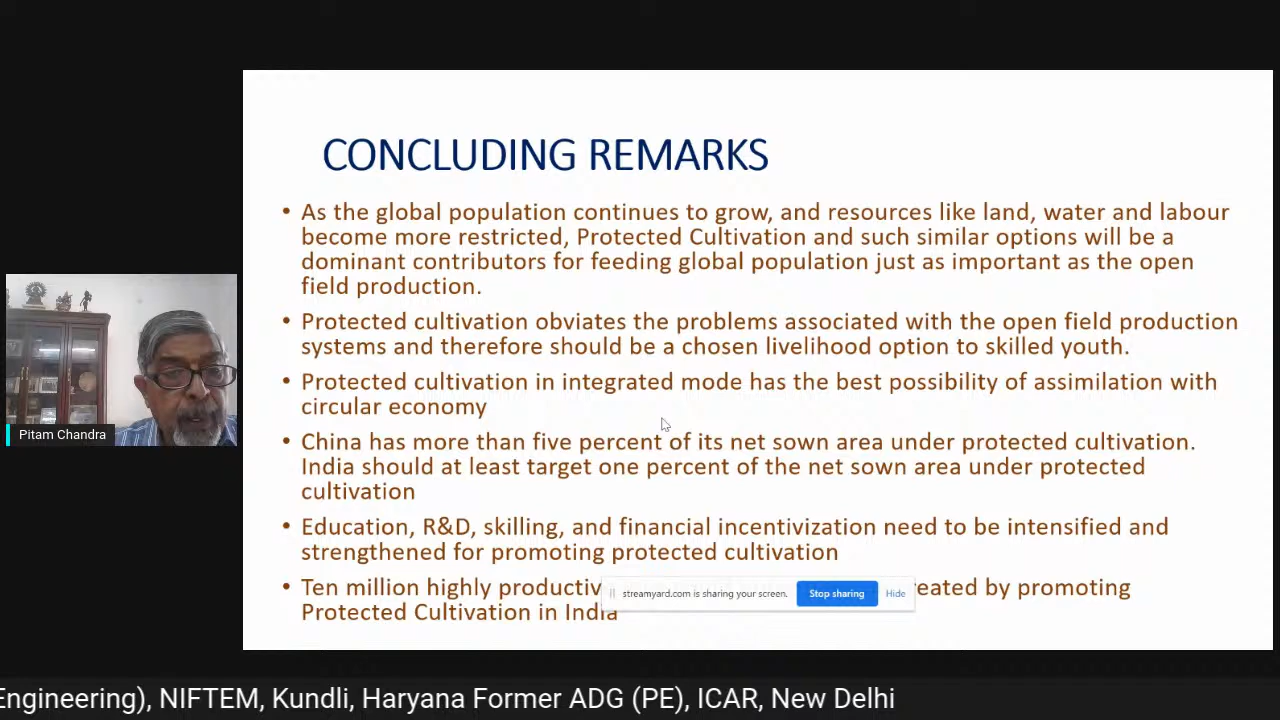 CONCLUDING REMARKS
• As the global population continues to grow, and resources like land, water and labour
become more restricted, Protected Cultivation and such similar options will be a
dominant contributors for feeding global population just as important as the open
field production.
• Protected cultivation obviates the problems associated with the open field production
systems and therefore should be a chosen livelihood option to skilled youth.
• Protected cultivation in integrated mode has the best possibility of assimilation with
circular economy
• China has more than five percent of its net sown area under protected cultivation.
India should at least target one percent of the net sown area under protected
cultivation
• Education, R&D, skilling, and financial incentivization need to be intensified and
strengthened for promoting protected cultivation
• Ten million highly productiv reated by promoting
Protected Cultivation in India
streamyard.com is sharing your screen. Stop sharing Hide
Pitam Chandra
Engineering), NIFTEM, Kundli, Haryana Former ADG (PE), ICAR, New Delhi